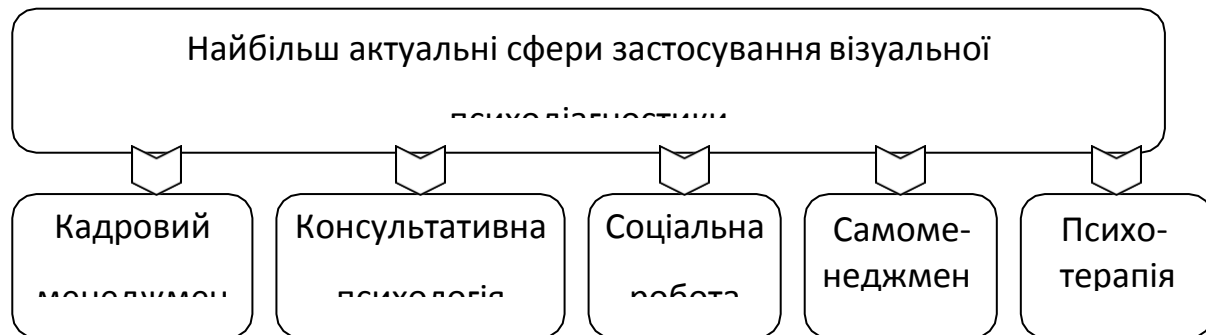 Найбільш актуальні сфери застосування візуальної
психодіагностики
Кадровий
менеджмен
Консультативна
психологія
Соціальна
робота
Самоме-
неджмен
Психо-
терапія